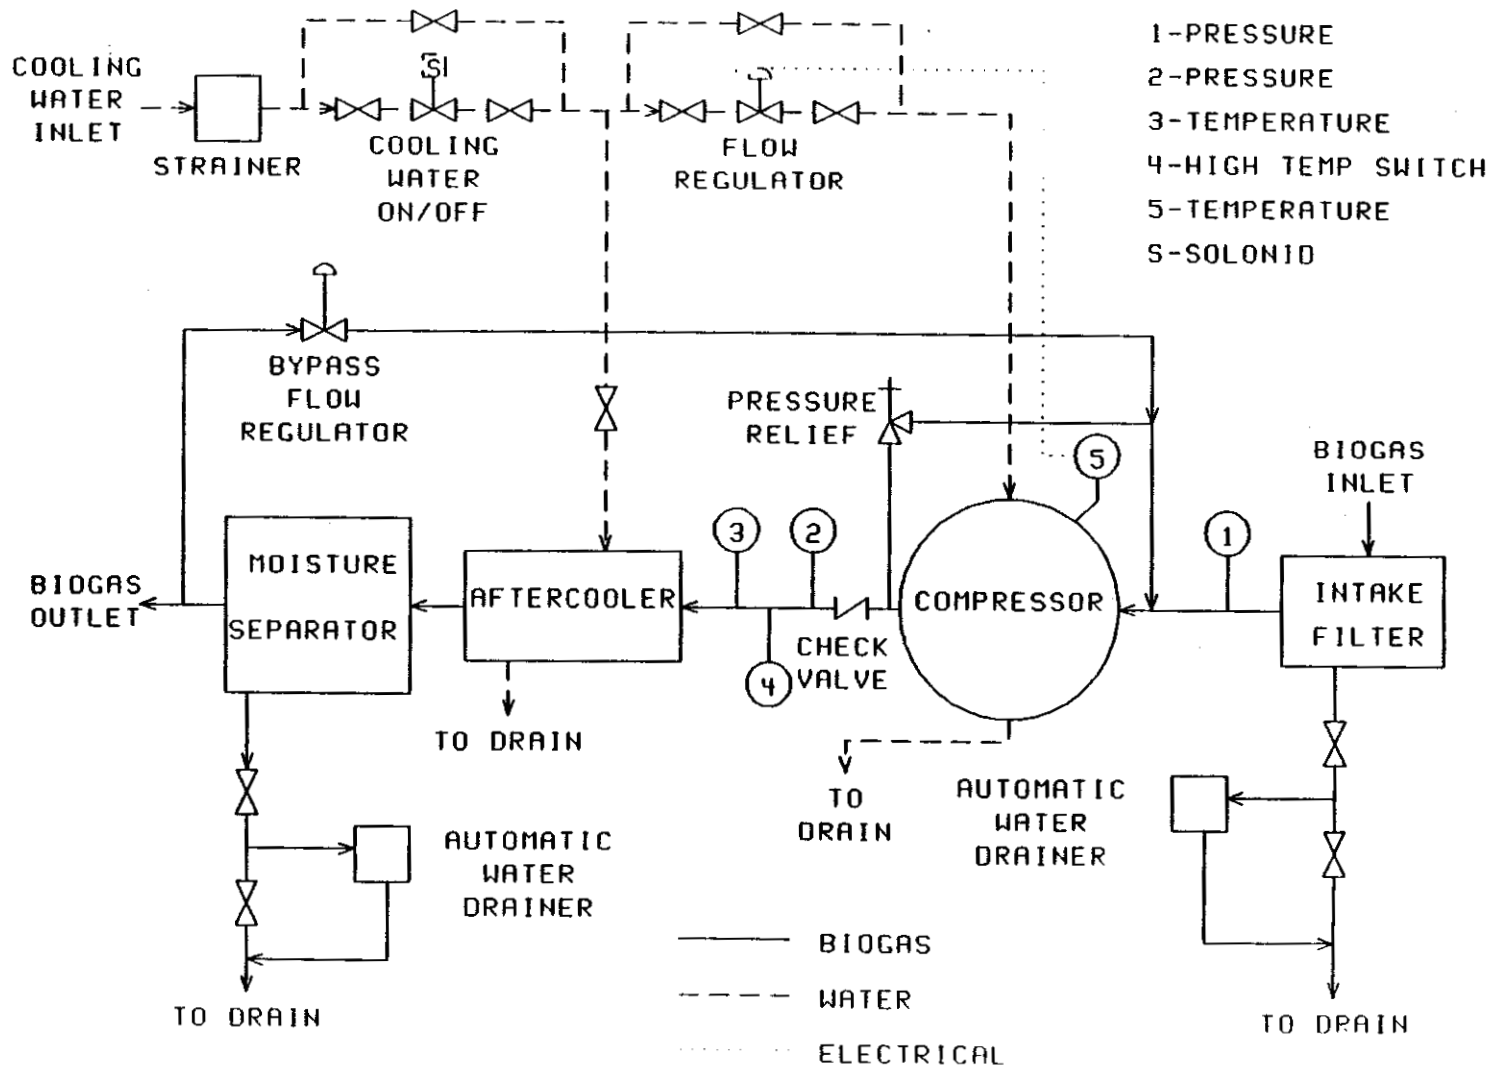 COOLING
WATER
INLET
STRAINER
S
COOLING
WATER
ON/OFF
FLOW
REGULATOR
1-PRESSURE
2-PRESSURE
3-TEMPERATURE
4-HIGH TEMP SWITCH
5-TEMPERATURE
S-SOLONID
BYPASS
FLOW
REGULATOR
PRESSURE
RELIEF
5
BIOGAS
INLET
BIOGAS
OUTLET
MOISTURE
SEPARATOR
AFTERCOOLER
3
2
4
CHECK
VALVE
COMPRESSOR
1
INTAKE
FILTER
TO DRAIN
TO
DRAIN
AUTOMATIC
WATER
DRAINER
AUTOMATIC
WATER
DRAINER
TO DRAIN
TO DRAIN
BIOGAS
WATER
ELECTRICAL